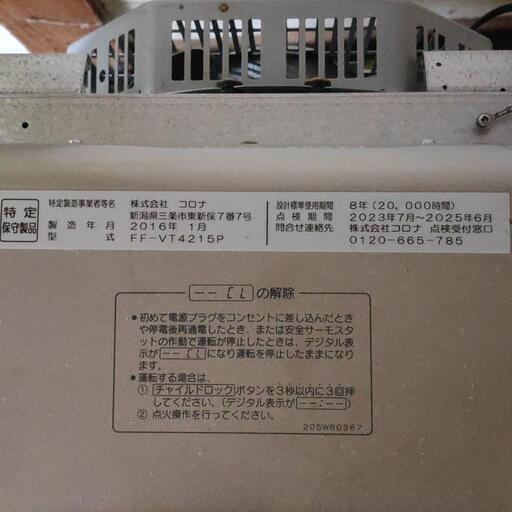 特定
保守製品
特定製造事業者等名 株式会社 コロナ
新潟県三条市東新保7番7号
製造年月 2016年 1月
型式 FF-VT4215P
設計標準使用期間 8年(20,000時間)
点検期間 2023年7月~2025年6月
問合せ連絡先 株式会社コロナ 点検受付窓口
0120-665-785
--CLの解除
●初めて電源プラグをコンセントに差し込んだとき
や停電後再通電したとき、または安全サーモスタ
ットの作動で運転が停止したときは、デジタル表
示が--CLになり運転を停止したままになり
ます。
●運転する場合は、
①チャイルドロックボタンを3秒以内に3回押
してください。(デジタル表示が--:--)
②点火操作を行ってください。
205WB0367